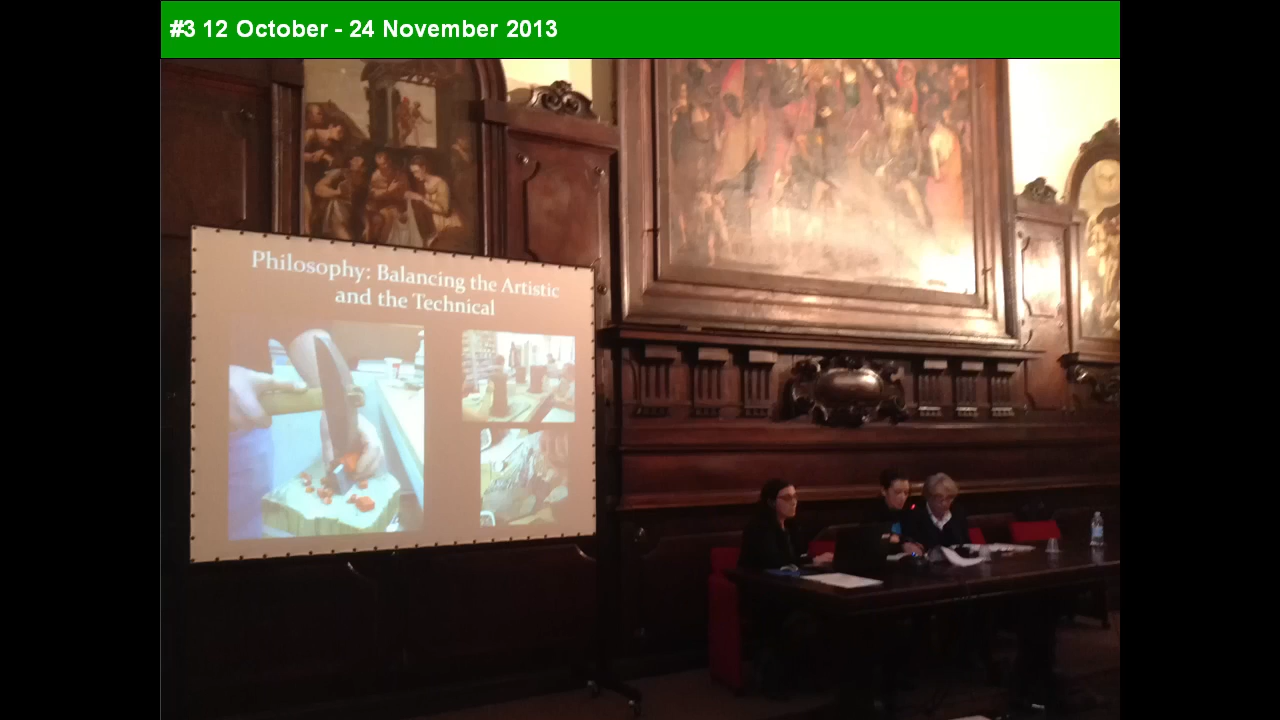 #3 12 October - 24 November 2013
Philosophy: Balancing the Artistic
and the Technical